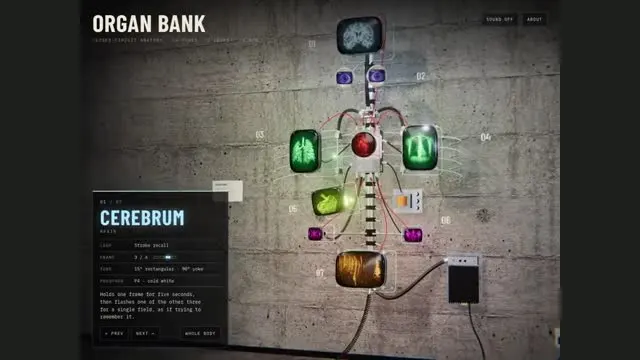 ORGAN BANK
SOUND OFF
ABOUT
01
02
03
04
05
06
07
01 / 07
CEREBRUM
BRAIN
LOOP Stroke recall
FRAME 3 / 4
TUBE 15" rectangular · 90° yoke
PHOSPHOR P4 · cold white
Holds one frame for five seconds,
then flashes one of the other three
for a single field, as if trying to
remember it.
← PREV
NEXT →
WHOLE BODY